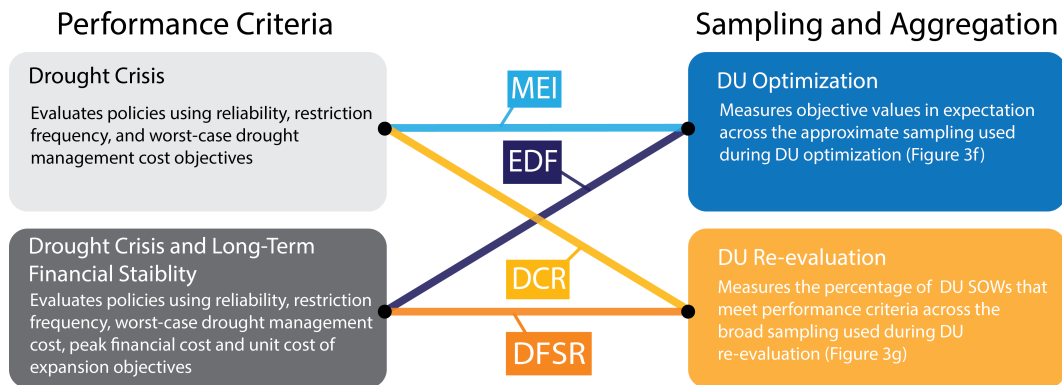 Performance Criteria
Sampling and Aggregation
Drought Crisis
Evaluates policies using reliability, restriction
frequency, and worst-case drought
management cost objectives
MEI
EDF
DU Optimization
Measures objective values in expectation
across the approximate sampling used
during DU optimization (Figure 3f)
Drought Crisis and Long-Term
Financial Staiblity
Evaluates policies using reliability, restriction
frequency, worst-case drought management
cost, peak financial cost and unit cost of
expansion objectives
DCR
DFSR
DU Re-evaluation
Measures the percentage of DU SOWs that
meet performance criteria across the
broad sampling used during DU
re-evaluation (Figure 3g)